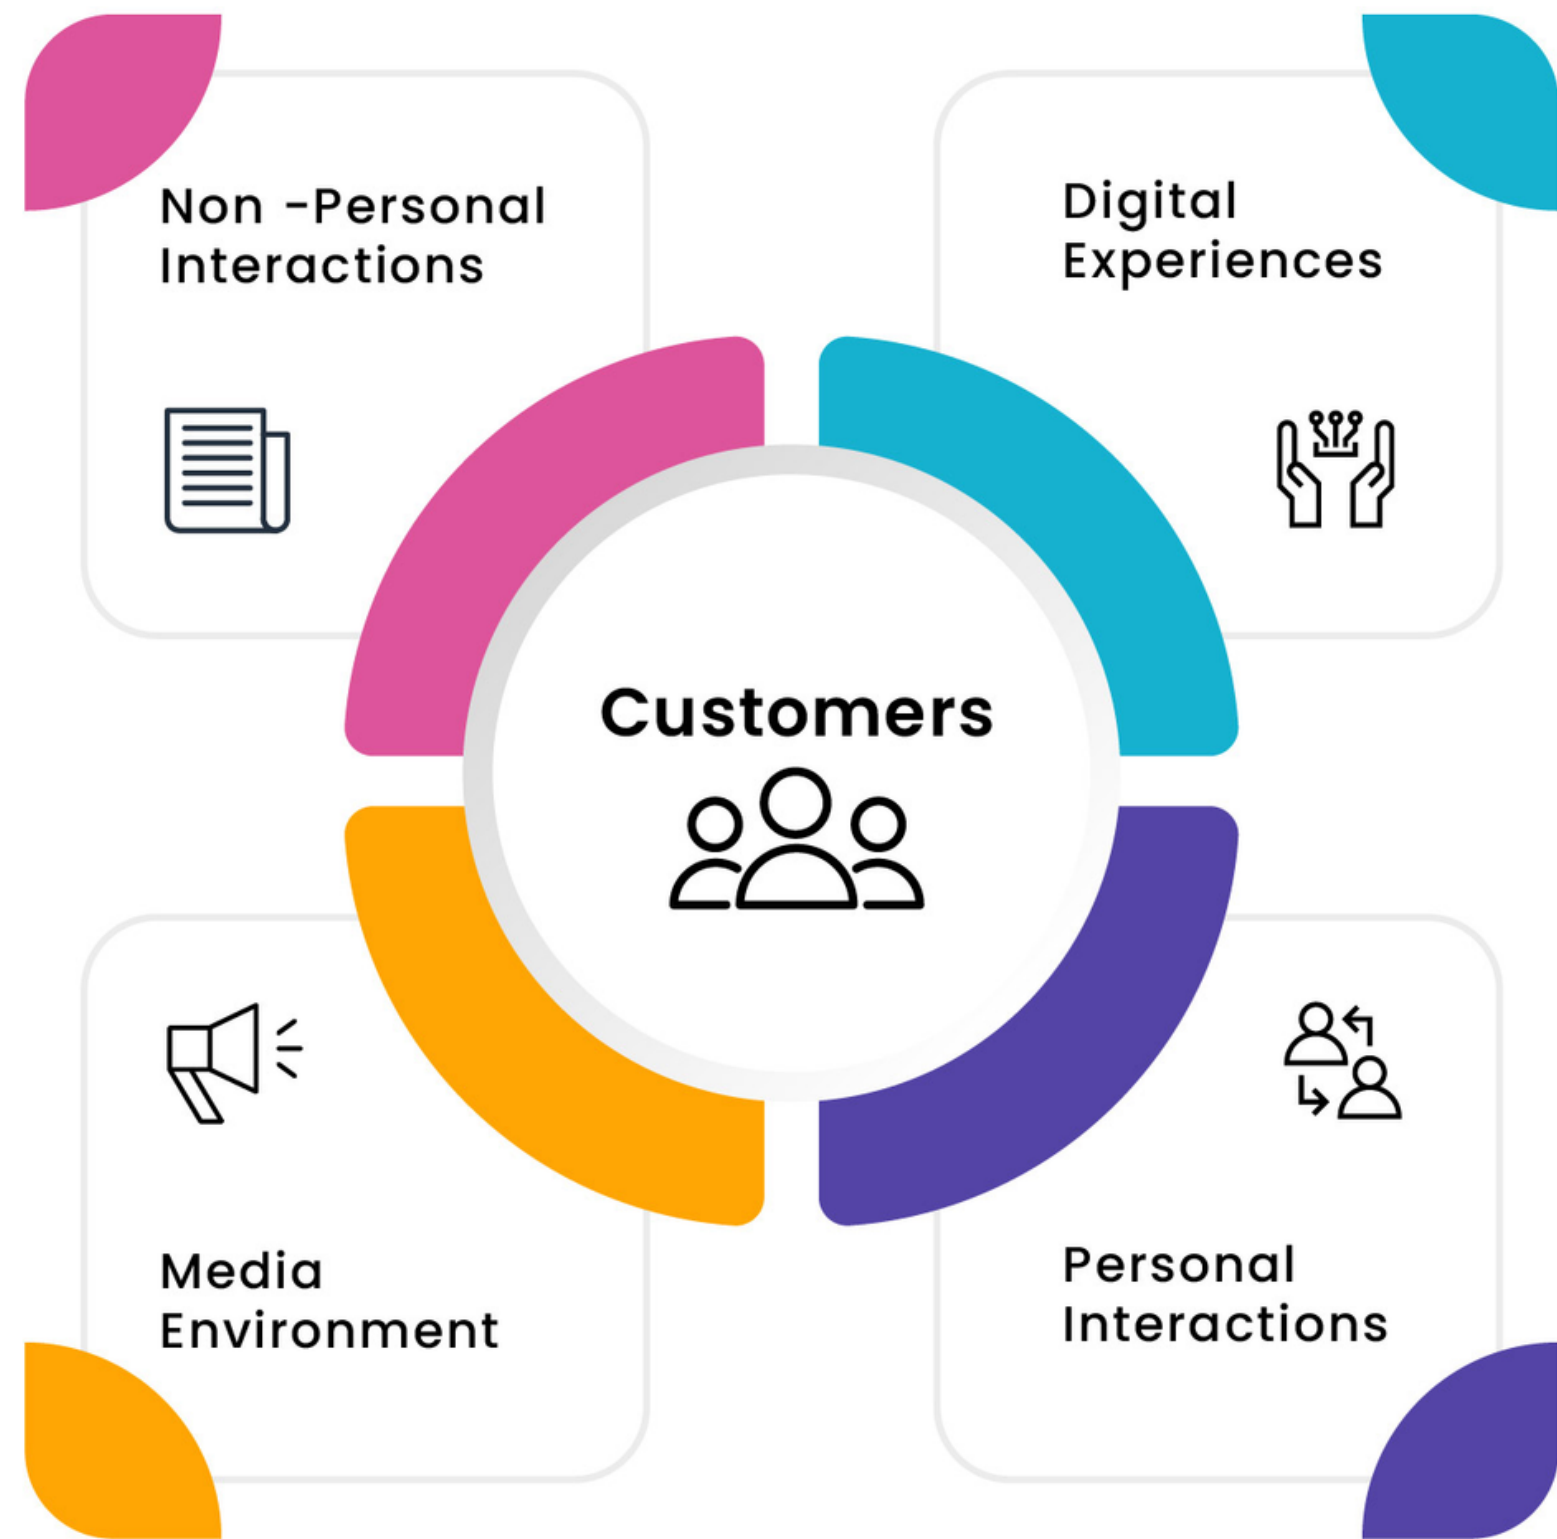 Non -Personal
Interactions
Digital
Experiences
Customers
Media
Environment
Personal
Interactions